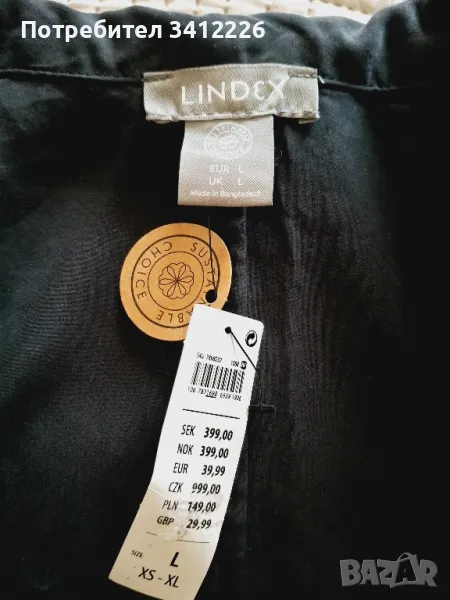 Потребител 3412226
LINDEX
EUR L
UK L
Made in Bangladesh
SUSTAINABLE CHOICE
SEK 399,00
NOK 399,00
EUR 39,99
CZK 999,00
PLN 149,00
GBP 29,99
SIZE
L
XS - XL
BAZAR